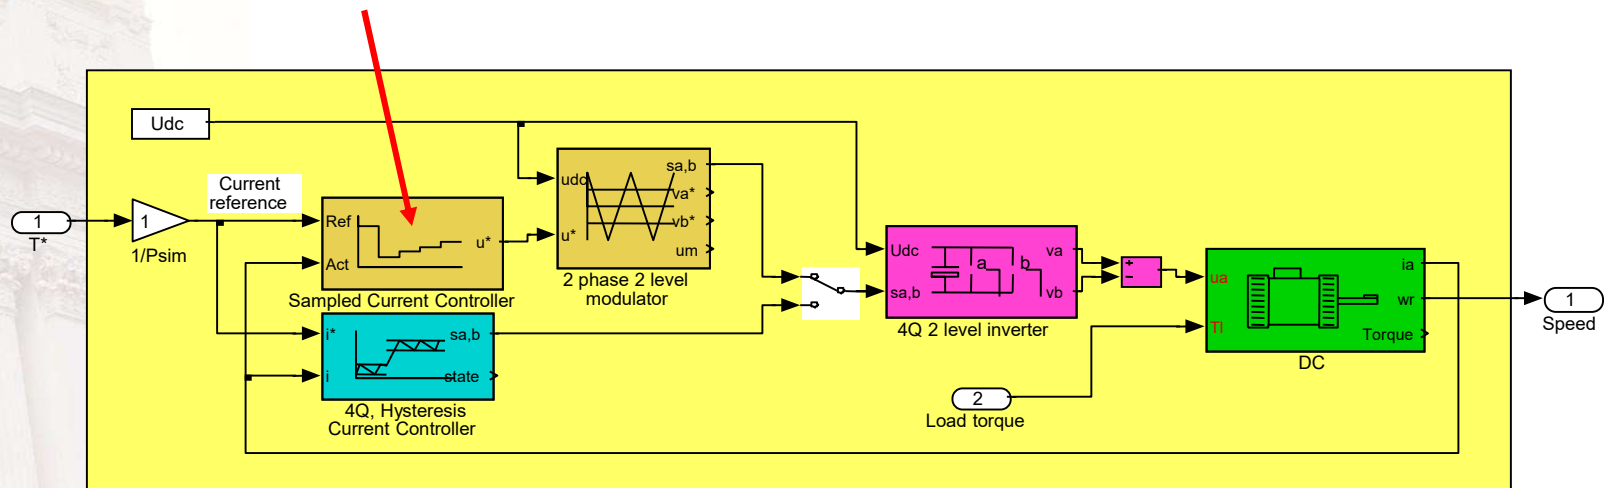 Udc
Current
reference
1
T*
1
1/Psim
Ref
Act
u*
Sampled Current Controller
udc
u*
sa,b
va*
vb*
um
2 phase 2 level
modulator
i*
i
sa,b
state
4Q, Hysteresis
Current Controller
Udc
sa,b
a
b
va
vb
4Q 2 level inverter
+
-
ua
Tl
ia
wr
Torque
DC
2
Load torque
1
Speed